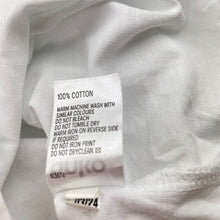 100% COTTON
WARM MACHINE WASH WITH
SIMILAR COLOURS
DO NOT BLEACH
DO NOT TUMBLE DRY
WARM IRON ON REVERSE SIDE
IF REQUIRED
DO NOT IRON PRINT
DO NOT DRYCLEAN